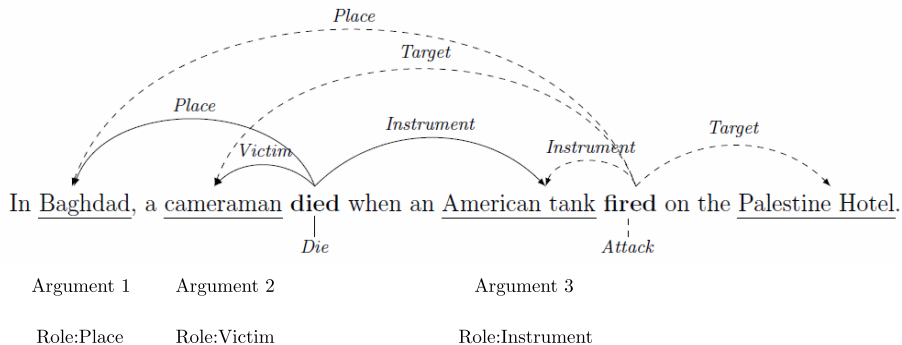 Place
Target
Place
Instrument
Target
Victim
Instrument
In Baghdad, a cameraman died when an American tank fired on the Palestine Hotel.
Die
Attack
Argument 1
Argument 2
Argument 3
Role:Place
Role:Victim
Role:Instrument